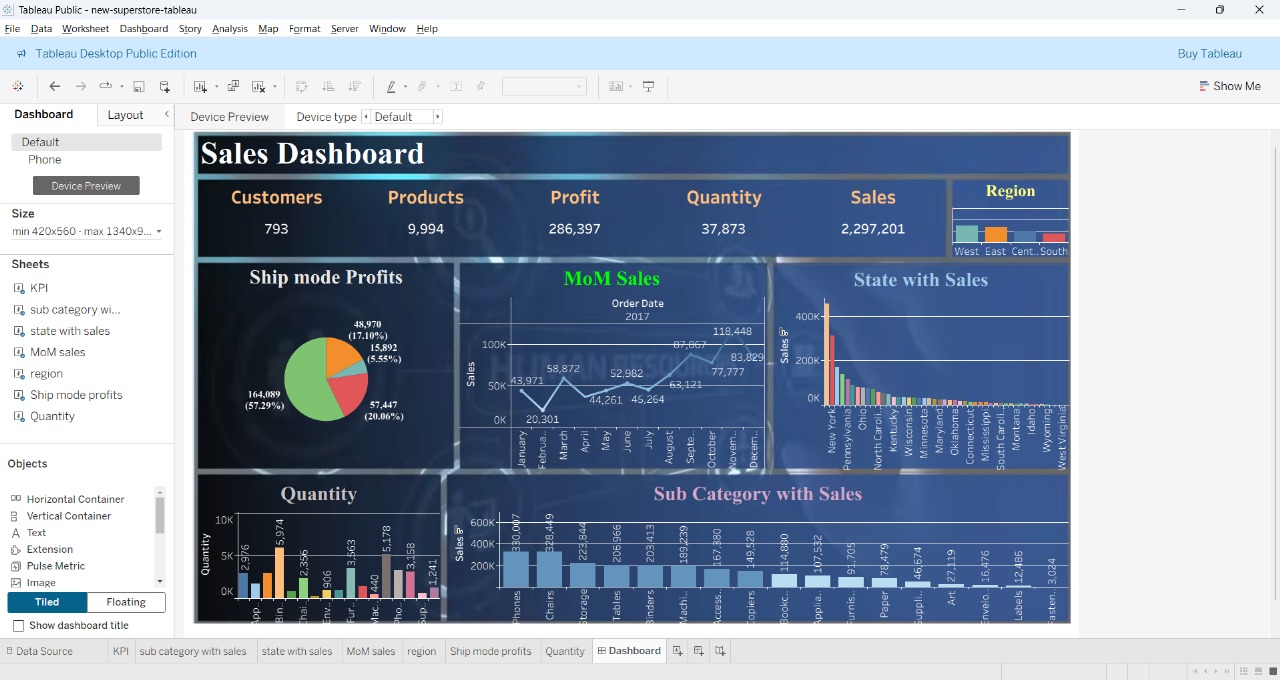 Tableau Public - new-superstore-tableau
File Data Worksheet Dashboard Story Analysis Map Format Server Window Help
Tableau Desktop Public Edition Buy Tableau
Show Me
Dashboard Layout
Device Preview Device type Default
Default
Phone
Device Preview
Size
min 420x560 - max 1340x9...
Sheets
KPI
sub category wi...
state with sales
MoM sales
region
Ship mode profits
Quantity
Objects
Horizontal Container
Vertical Container
Text
Extension
Pulse Metric
Image
Tiled Floating
Show dashboard title
Sales Dashboard
Customers Products Profit Quantity Sales
793 9,994 286,397 37,873 2,297,201
Region
West East Cent.. South
Ship mode Profits
48,970
(17.10%)
15,892
(5.55%)
164,089
(57.29%)
57,447
(20.06%)
MoM Sales
Order Date
2017
Sales
100K
50K
0K
43,971
20,301
58,872
44,261
52,982
45,264
63,121
87,867
77,777
118,448
83,829
January
Februa..
March
April
May
June
July
August
Septe..
October
Novem..
Decem..
State with Sales
Sales
400K
200K
0K
New York
Pennsylvania
Ohio
North Caroli..
Kentucky
Wisconsin
Minnesota
Maryland
Oklahoma
Connecticut
Mississippi
South Caroli..
Montana
Idaho
Wyoming
West Virginia
Quantity
Quantity
10K
5K
0K
2,976
5,974
2,356
906
3,563
440
5,178
3,158
1,241
App..
Bin..
Chai..
Env..
Fur..
Mac..
Pho..
Sup..
Sub Category with Sales
Sales
600K
400K
200K
330,007
328,449
223,844
206,966
203,413
189,239
167,380
149,528
114,880
107,532
91,705
78,479
46,674
27,119
16,476
12,486
3,024
Phones
Chairs
Storage
Tables
Binders
Machi..
Access..
Copiers
Bookc..
Applia..
Furnis..
Paper
Suppli..
Art
Envelo..
Labels
Fasten..
Data Source KPI sub category with sales state with sales MoM sales region Ship mode profits Quantity Dashboard